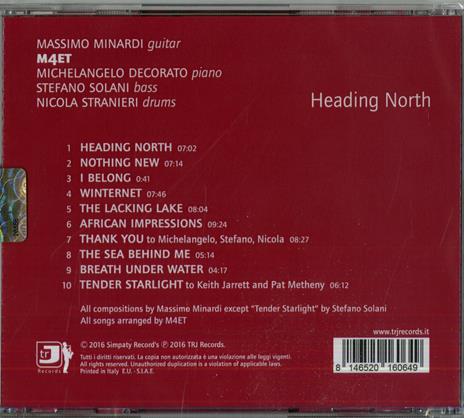 MASSIMO MINARDI guitar
M4ET
MICHELANGELO DECORATO piano
STEFANO SOLANI bass
NICOLA STRANIERI drums
Heading North
1 HEADING NORTH 07:02
2 NOTHING NEW 07:14
3 I BELONG 0:41
4 WINTERNET 07:46
5 THE LACKING LAKE 08:04
6 AFRICAN IMPRESSIONS 09:24
7 THANK YOU to Michelangelo, Stefano, Nicola 08:27
8 THE SEA BEHIND ME 05:14
9 BREATH UNDER WATER 04:17
10 TENDER STARLIGHT to Keith Jarrett and Pat Metheny 06:12
All compositions by Massimo Minardi except "Tender Starlight" by Stefano Solani
All songs arranged by M4ET
www.trjrecords.it
trJ
Records
© 2016 Simpaty Record's ℗ 2016 TRJ Records.
Tutti i diritti riservati. La copia non autorizzata è una violazione alle leggi vigenti.
All rights reserved. Unauthorized duplication is a violation of applicable laws.
Printed in Italy E.U. - S.I.A.E.
8 146520 160649